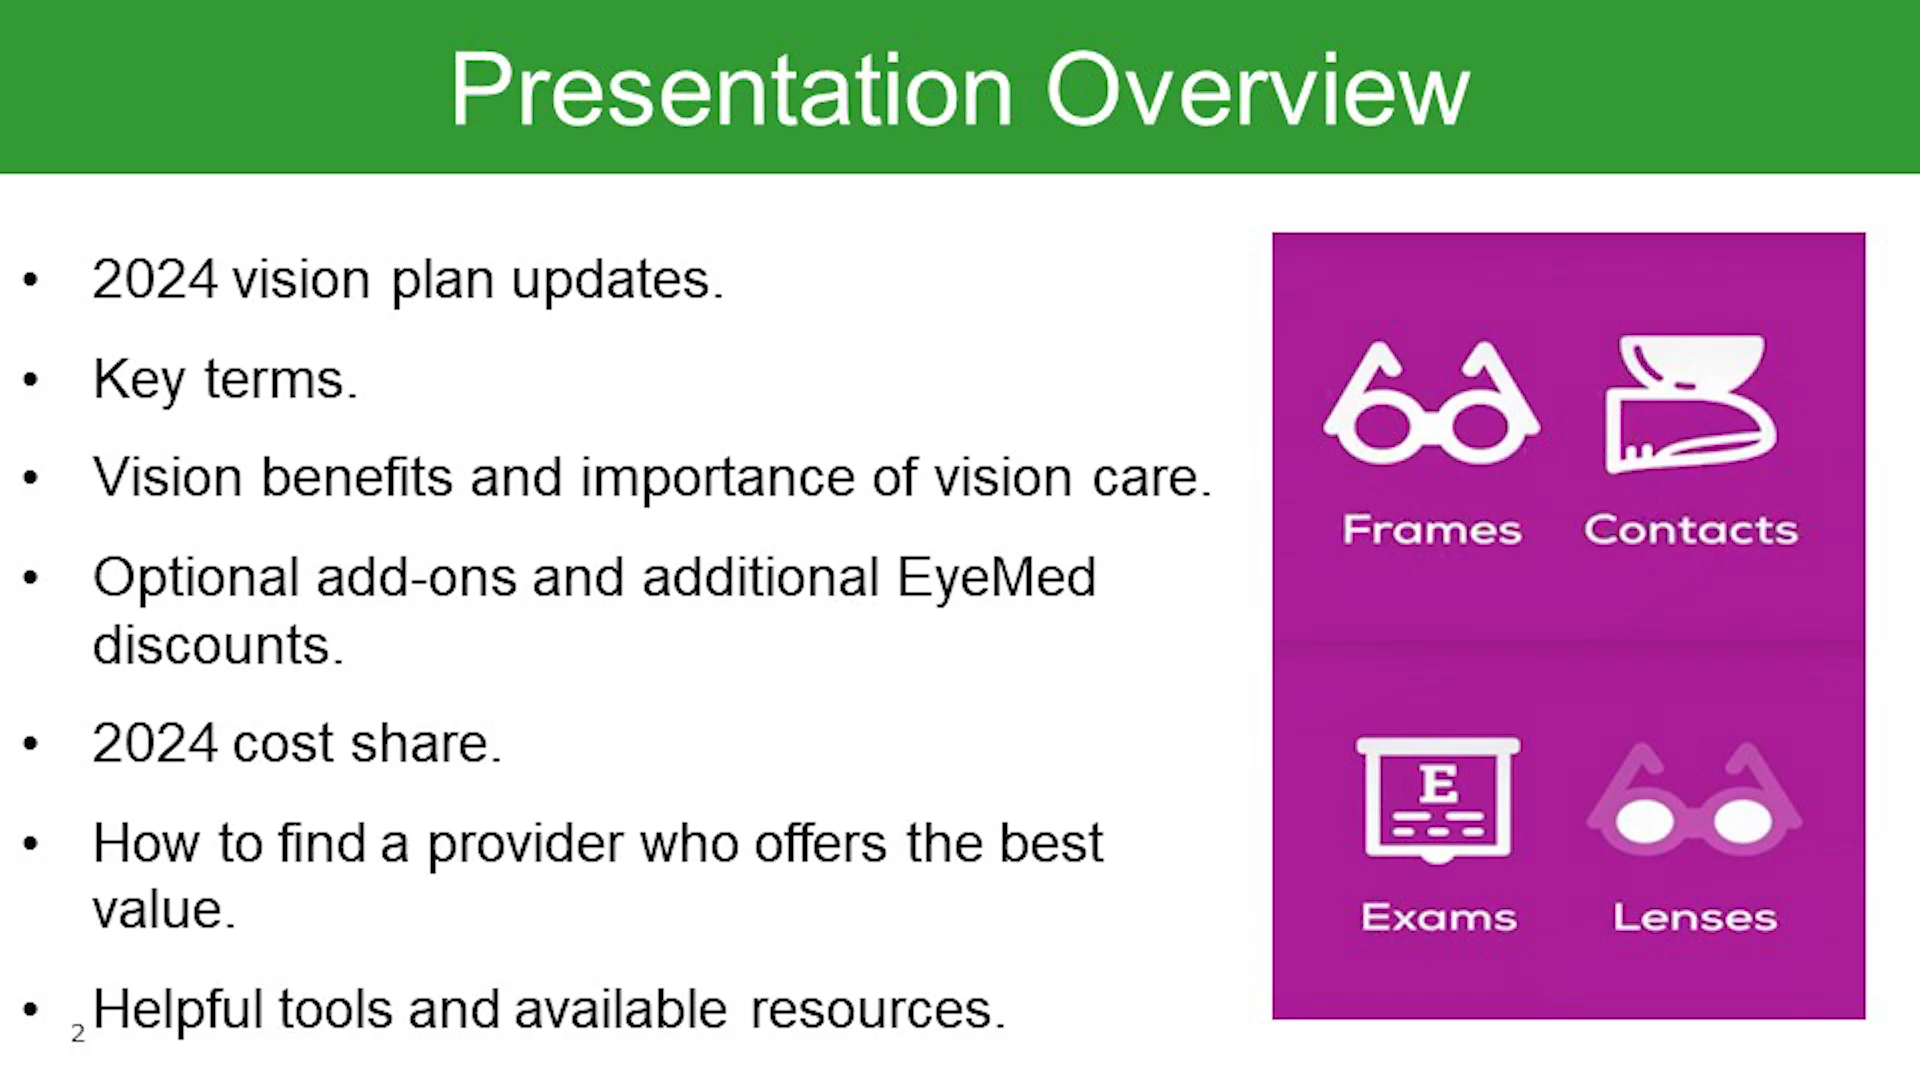 Presentation Overview
• 2024 vision plan updates.
• Key terms.
• Vision benefits and importance of vision care.
• Optional add-ons and additional EyeMed
discounts.
• 2024 cost share.
• How to find a provider who offers the best
value.
• Helpful tools and available resources.
2
Frames Contacts
E
Exams Lenses